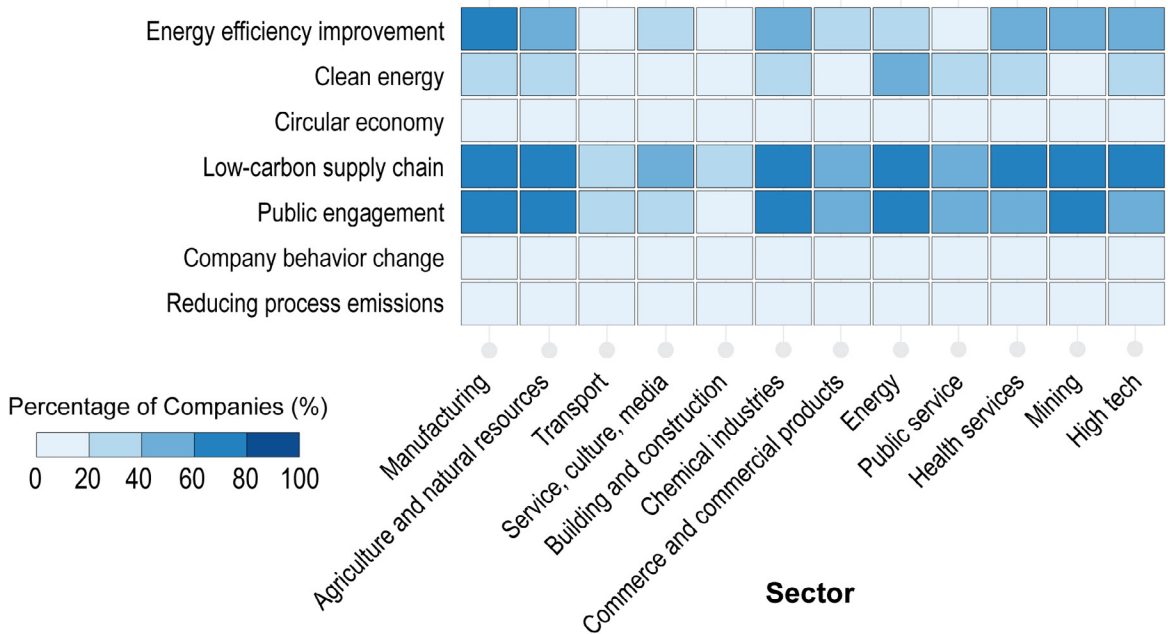 Energy efficiency improvement
Clean energy
Circular economy
Low-carbon supply chain
Public engagement
Company behavior change
Reducing process emissions
Manufacturing
Agriculture and natural resources
Transport
Service, culture, media
Building and construction
Chemical industries
Commerce and commercial products
Energy
Public service
Health services
Mining
High tech
Percentage of Companies (%)
0 20 60 40 80 100
Sector